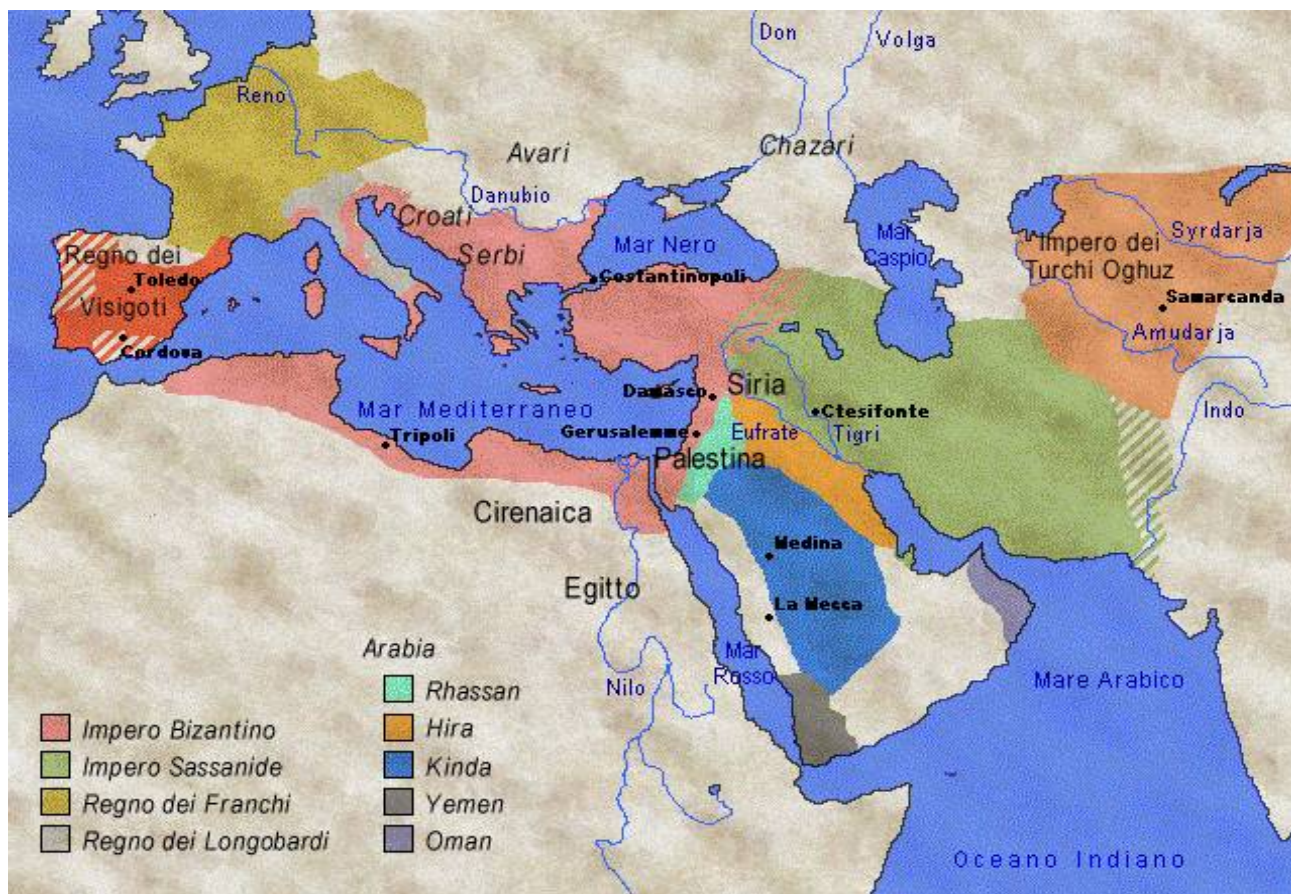 Don
Volga
Reno
Avari
Chazari
Danubio
Croati
Serbi
Mar Nero
Mar
Caspio
Syrdarja
Impero dei
Turchi Oghuz
Samarcanda
Amudarja
Regno dei
Toledo
Visigoti
Cordova
Costantinopoli
Damasco
Siria
Ctesifonte
Indo
Mar Mediterraneo
Tripoli
Gerusalemme
Eufrate
Tigri
Palestina
Cirenaica
Medina
Egitto
La Mecca
Mar
Rosso
Nilo
Mare Arabico
Oceano Indiano
Arabia
Rhassan
Hira
Kinda
Yemen
Oman
Impero Bizantino
Impero Sassanide
Regno dei Franchi
Regno dei Longobardi